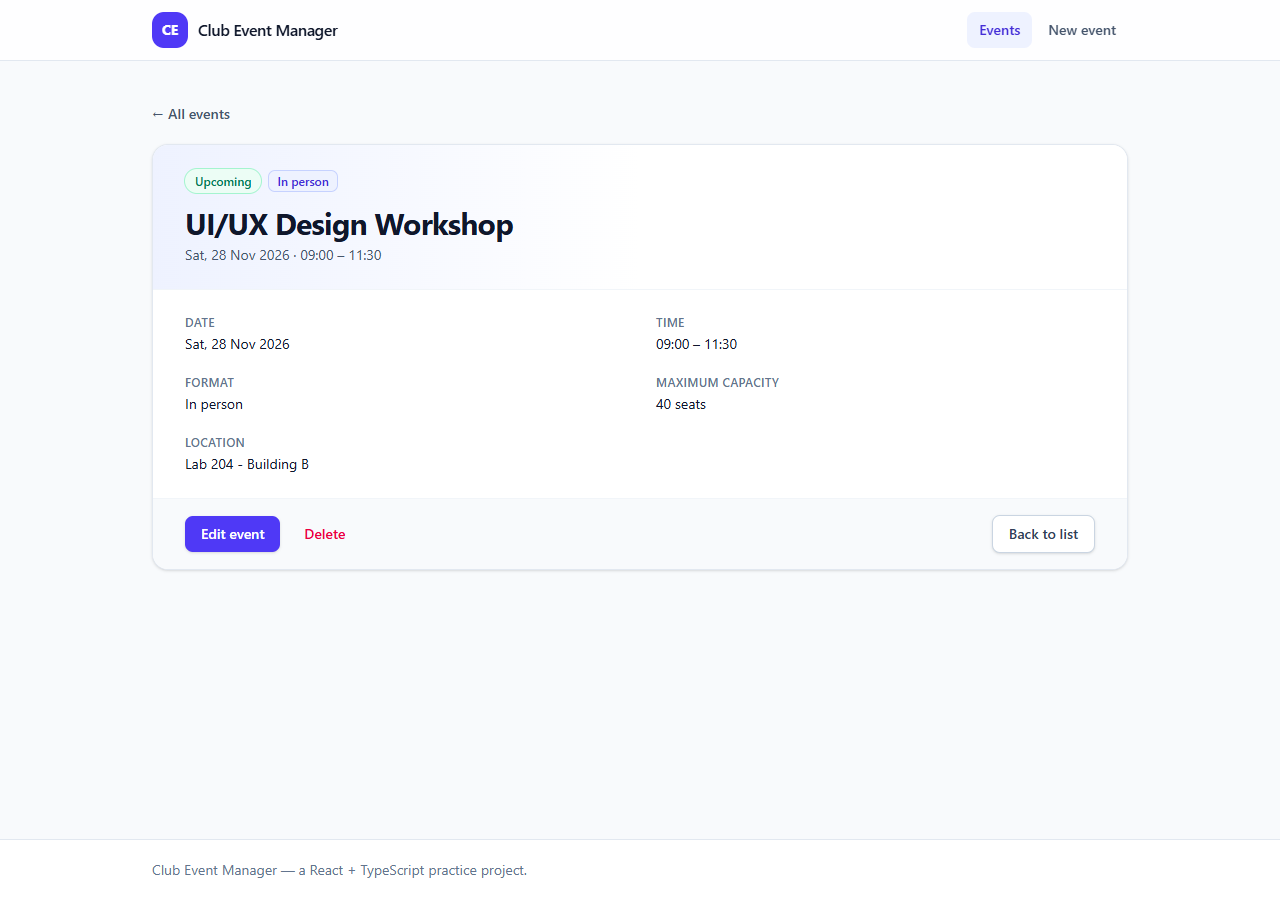 CE Club Event Manager Events New event
← All events
Upcoming In person
UI/UX Design Workshop
Sat, 28 Nov 2026 · 09:00 – 11:30
DATE TIME
Sat, 28 Nov 2026 09:00 – 11:30
FORMAT MAXIMUM CAPACITY
In person 40 seats
LOCATION
Lab 204 - Building B
Edit event Delete Back to list
Club Event Manager — a React + TypeScript practice project.